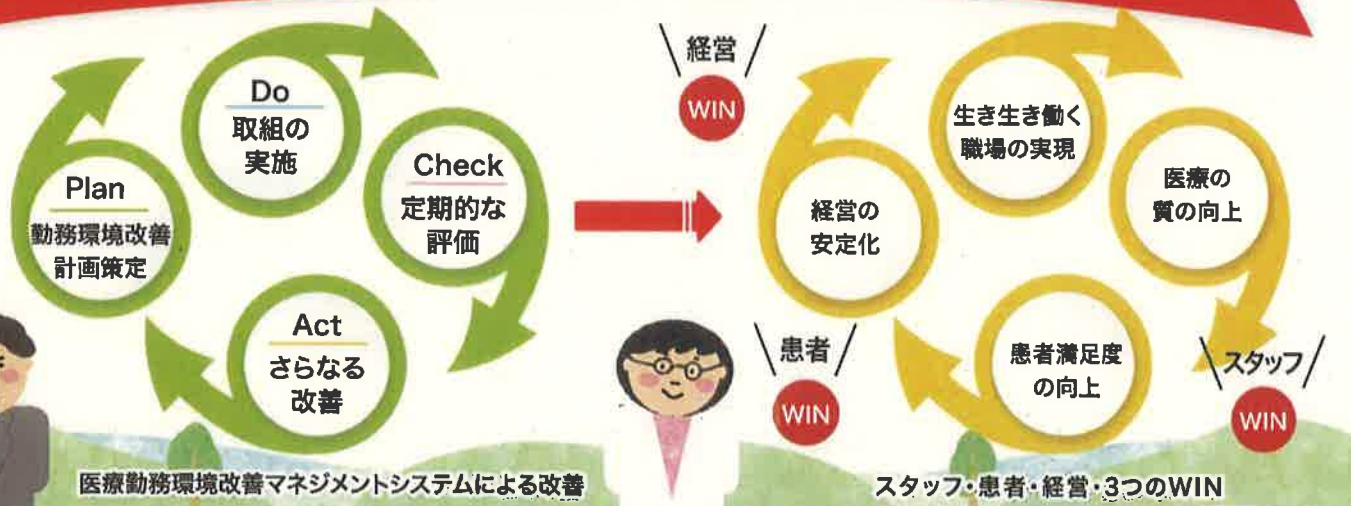 Plan
勤務環境改善
計画策定
Do
取組の
実施
Check
定期的な
評価
Act
さらなる
改善
医療勤務環境改善マネジメントシステムによる改善
経営
WIN
患者
WIN
スタッフ
WIN
経営の
安定化
生き生き働く
職場の実現
医療の
質の向上
患者満足度
の向上
スタッフ・患者・経営・3つのWIN